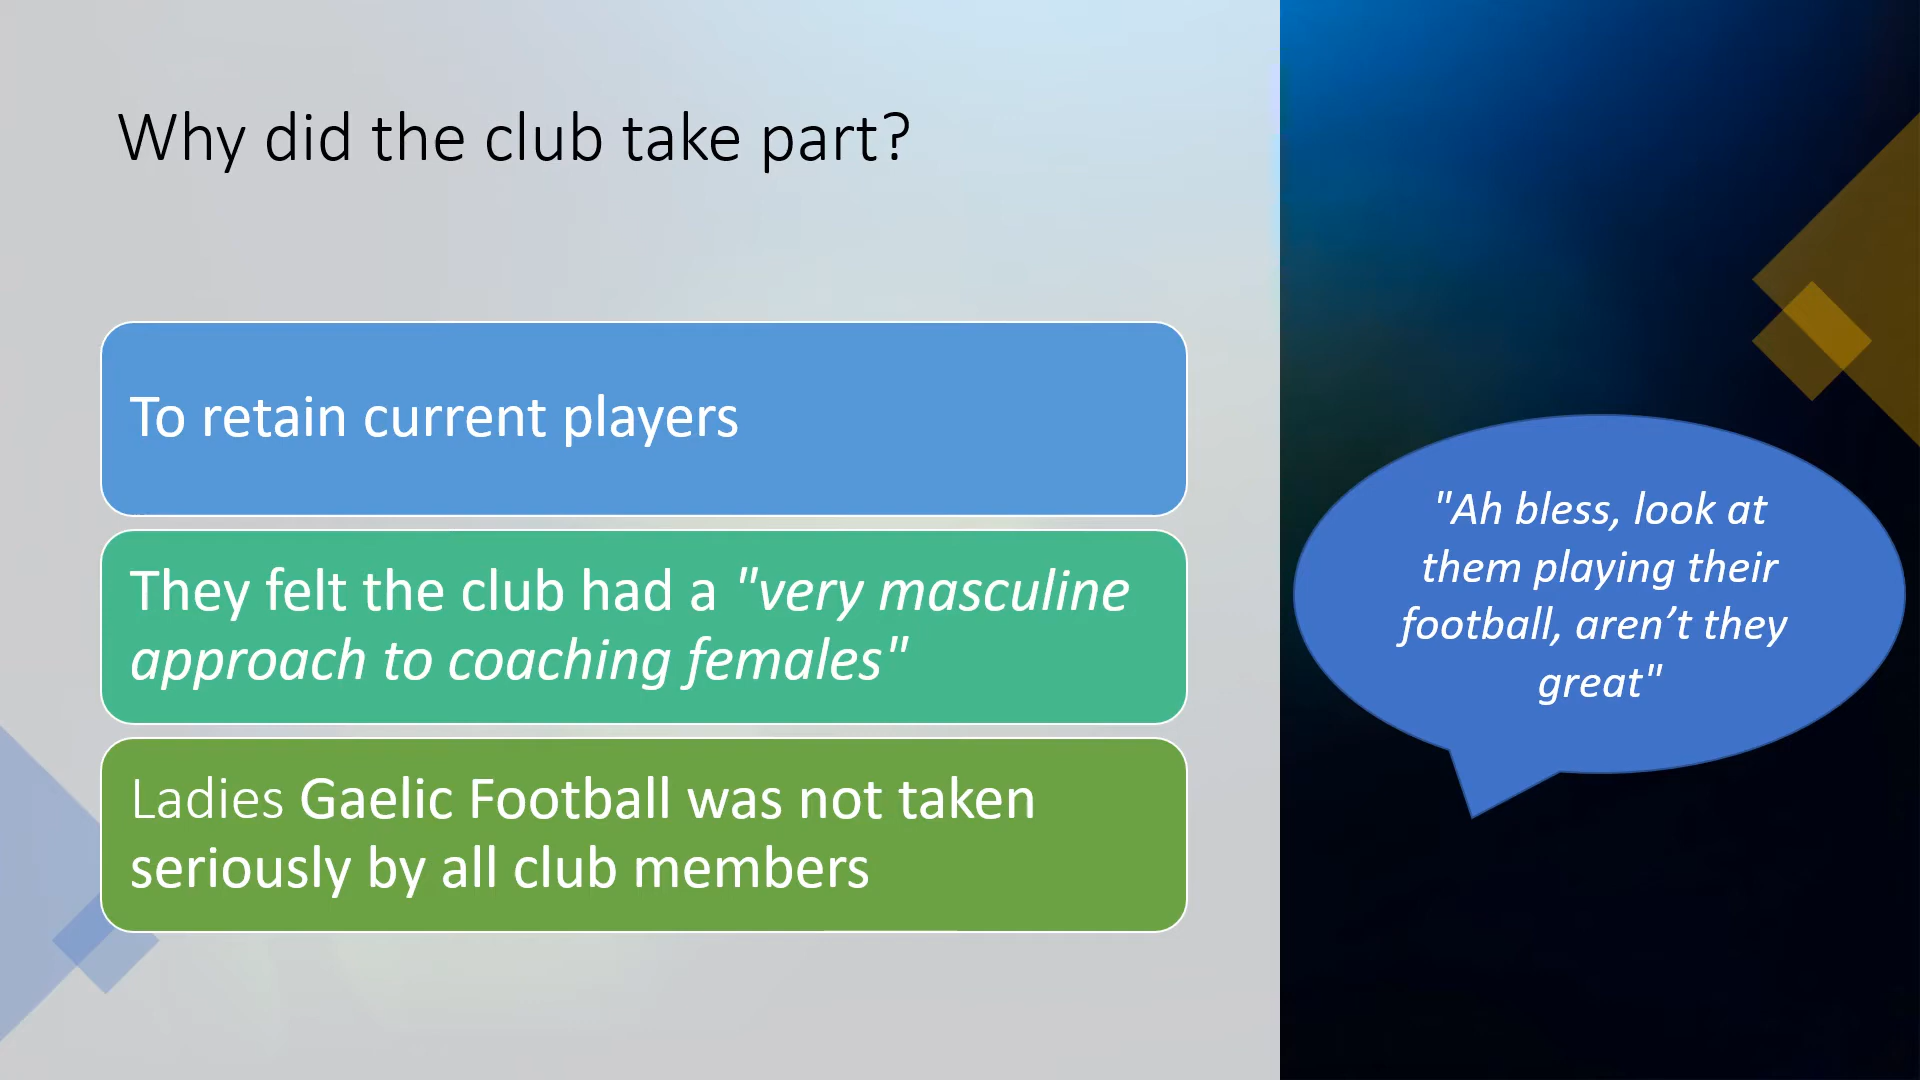 Why did the club take part?
To retain current players
They felt the club had a "very masculine
approach to coaching females"
Ladies Gaelic Football was not taken
seriously by all club members
"Ah bless, look at
them playing their
football, aren’t they
great"